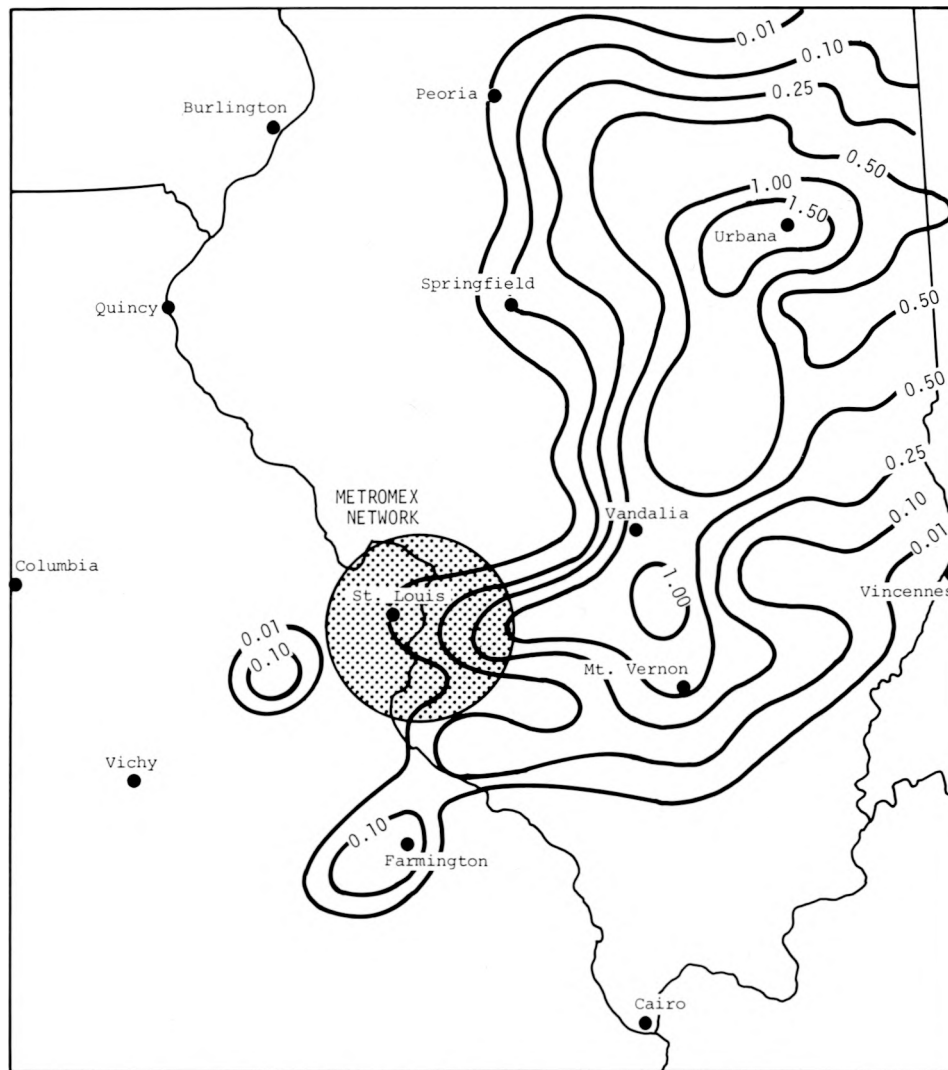 0.01
0.10
Peoria
0.25
Burlington
0.50
1.00
1.50
Urbana
Springfield
Quincy
0.50
0.50
0.25
METROMEX
NETWORK
Vandalia
0.10
0.01
Columbia
St. Louis
1.00
Vincennes
0.01
0.10
Mt. Vernon
Vichy
0.10
Farmington
Cairo